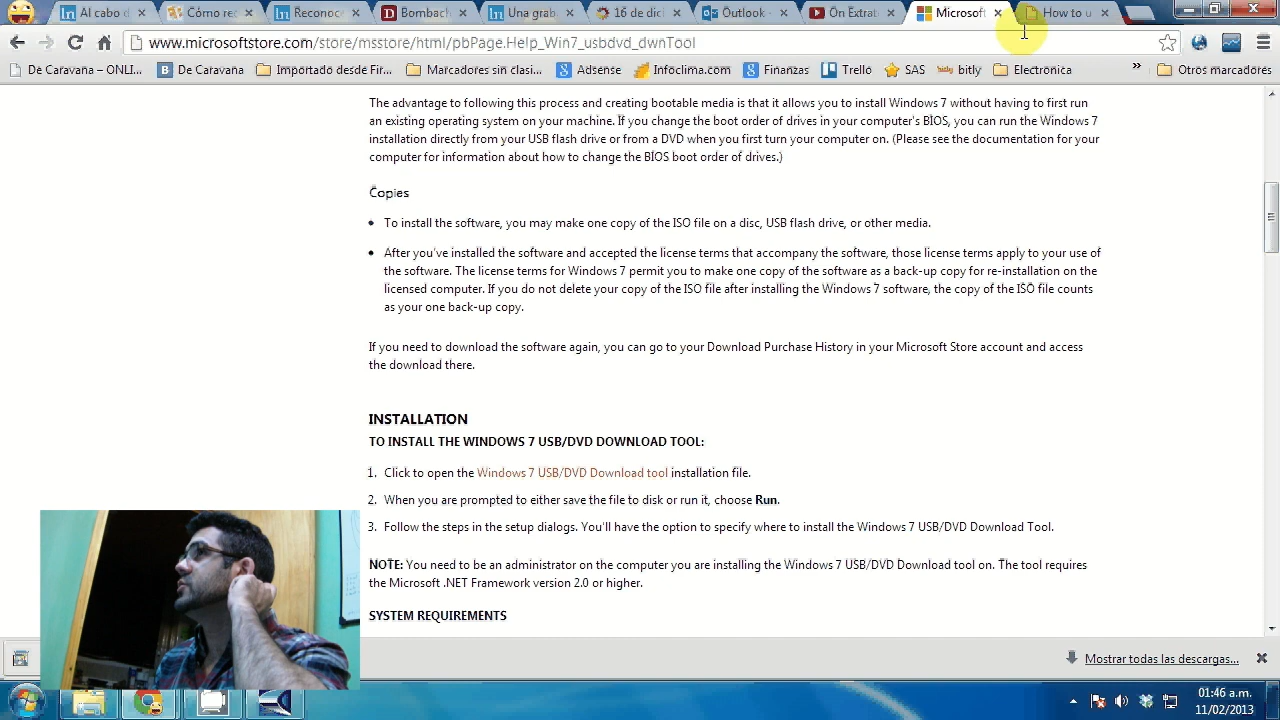 Al cabo d
Cómo re
Reconoc
Bombach
Una grab
16 de dic
Outlook -
On Extrat
Microsof
How to u
www.microsoftstore.com/store/msstore/html/pbPage.Help_Win7_usbdvd_dwnTool
De Caravaña – ONLI...
De Caravana
Importado desde Fir...
Marcadores sin clasi...
Adsense
Infoclima.com
Finanzas
Trello
SAS
bitly
Electrónica
»
Otros marcadores
The advantage to following this process and creating bootable media is that it allows you to install Windows 7 without having to first run
an existing operating system on your machine. If you change the boot order of drives in your computer's BIOS, you can run the Windows 7
installation directly from your USB flash drive or from a DVD when you first turn your computer on. (Please see the documentation for your
computer for information about how to change the BIOS boot order of drives.)
Copies
• To install the software, you may make one copy of the ISO file on a disc, USB flash drive, or other media.
• After you've installed the software and accepted the license terms that accompany the software, those license terms apply to your use of
the software. The license terms for Windows 7 permit you to make one copy of the software as a back-up copy for re-installation on the
licensed computer. If you do not delete your copy of the ISO file after installing the Windows 7 software, the copy of the ISO file counts
as your one back-up copy.
If you need to download the software again, you can go to your Download Purchase History in your Microsoft Store account and access
the download there.
INSTALLATION
TO INSTALL THE WINDOWS 7 USB/DVD DOWNLOAD TOOL:
1. Click to open the Windows 7 USB/DVD Download tool installation file.
2. When you are prompted to either save the file to disk or run it, choose Run.
3. Follow the steps in the setup dialogs. You'll have the option to specify where to install the Windows 7 USB/DVD Download Tool.
NOTE: You need to be an administrator on the computer you are installing the Windows 7 USB/DVD Download tool on. The tool requires
the Microsoft .NET Framework version 2.0 or higher.
SYSTEM REQUIREMENTS
Mostrar todas las descargas...
01:46 a.m.
11/02/2013